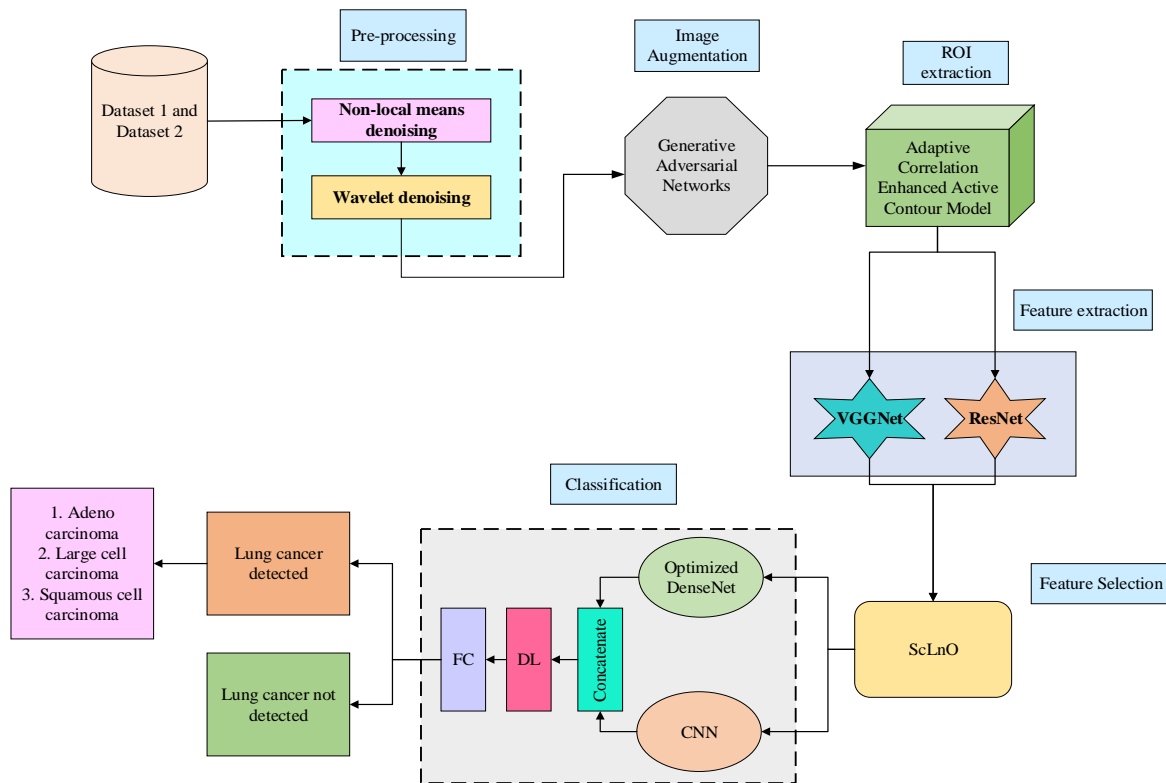 Pre-processing
Dataset 1 and
Dataset 2
Non-local means
denoising
Wavelet denoising
Image
Augmentation
Generative
Adversarial
Networks
ROI
extraction
Adaptive
Correlation
Enhanced Active
Contour Model
Feature extraction
VGGNet
ResNet
Feature Selection
ScLnO
Classification
Optimized
DenseNet
CNN
Concatenate
DL
FC
Lung cancer
detected
Lung cancer not
detected
1. Adeno
carcinoma
2. Large cell
carcinoma
3. Squamous cell
carcinoma